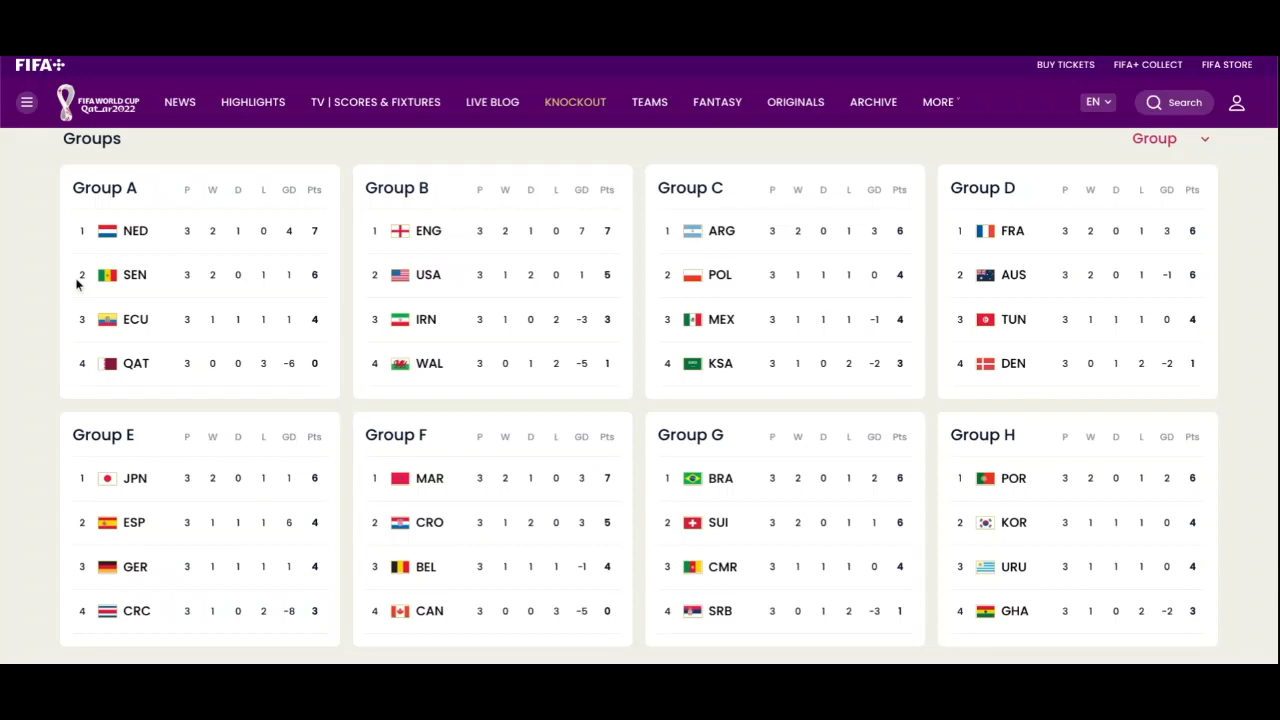 FIFA+ BUY TICKETS FIFA+ COLLECT FIFA STORE
FIFA WORLD CUP
Qatar2022
NEWS HIGHLIGHTS TV | SCORES & FIXTURES LIVE BLOG KNOCKOUT TEAMS FANTASY ORIGINALS ARCHIVE MORE EN Search
Groups Group
Group A P W D L GD Pts
1 NED 3 2 1 0 4 7
2 SEN 3 2 0 1 1 6
3 ECU 3 1 1 1 1 4
4 QAT 3 0 0 3 -6 0
Group B P W D L GD Pts
1 ENG 3 2 1 0 7 7
2 USA 3 1 2 0 1 5
3 IRN 3 1 0 2 -3 3
4 WAL 3 0 1 2 -5 1
Group C P W D L GD Pts
1 ARG 3 2 0 1 3 6
2 POL 3 1 1 1 0 4
3 MEX 3 1 1 1 -1 4
4 KSA 3 1 0 2 -2 3
Group D P W D L GD Pts
1 FRA 3 2 0 1 3 6
2 AUS 3 2 0 1 -1 6
3 TUN 3 1 1 1 0 4
4 DEN 3 0 1 2 -2 1
Group E P W D L GD Pts
1 JPN 3 2 0 1 1 6
2 ESP 3 1 1 1 6 4
3 GER 3 1 1 1 1 4
4 CRC 3 1 0 2 -8 3
Group F P W D L GD Pts
1 MAR 3 2 1 0 3 7
2 CRO 3 1 2 0 3 5
3 BEL 3 1 1 1 -1 4
4 CAN 3 0 0 3 -5 0
Group G P W D L GD Pts
1 BRA 3 2 0 1 2 6
2 SUI 3 2 0 1 1 6
3 CMR 3 1 1 1 0 4
4 SRB 3 0 1 2 -3 1
Group H P W D L GD Pts
1 POR 3 2 0 1 2 6
2 KOR 3 1 1 1 0 4
3 URU 3 1 1 1 0 4
4 GHA 3 1 0 2 -2 3